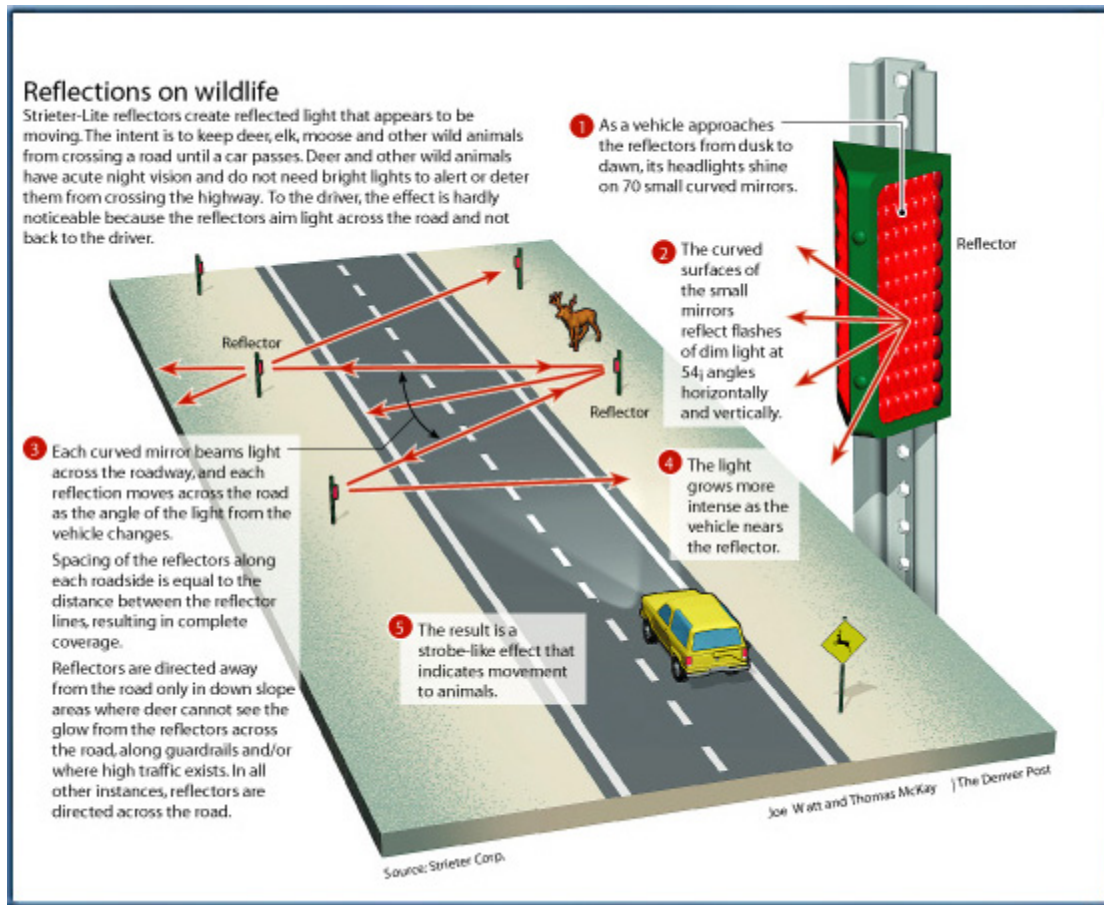 Reflections on wildlife
Strieter-Lite reflectors create reflected light that appears to be
moving. The intent is to keep deer, elk, moose and other wild animals
from crossing a road until a car passes. Deer and other wild animals
have acute night vision and do not need bright lights to alert or deter
them from crossing the highway. To the driver, the effect is hardly
noticeable because the reflectors aim light across the road and not
back to the driver.
1 As a vehicle approaches
the reflectors from dusk to
dawn, its headlights shine
on 70 small curved mirrors.
Reflector
2 The curved
surfaces of
the small
mirrors
reflect flashes
of dim light at
54¡ angles
horizontally
and vertically.
Reflector
Reflector
3 Each curved mirror beams light
across the roadway, and each
reflection moves across the road
as the angle of the light from the
vehicle changes.
Spacing of the reflectors along
each roadside is equal to the
distance between the reflector
lines, resulting in complete
coverage.
Reflectors are directed away
from the road only in down slope
areas where deer cannot see the
glow from the reflectors across
the road, along guardrails and/or
where high traffic exists. In all
other instances, reflectors are
directed across the road.
4 The light
grows more
intense as the
vehicle nears
the reflector.
5 The result is a
strobe-like effect that
indicates movement
to animals.
Source: Strieter Corp.
Joe Watt and Thomas McKay ) The Denver Post